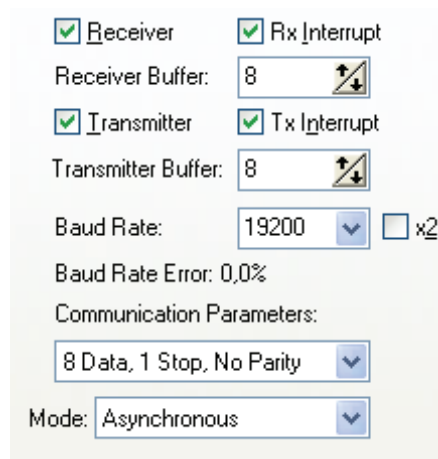 Receiver Rx Interrupt
Receiver Buffer: 8
Transmitter Tx Interrupt
Transmitter Buffer: 8
Baud Rate: 19200 x2
Baud Rate Error: 0,0%
Communication Parameters:
8 Data, 1 Stop, No Parity
Mode: Asynchronous